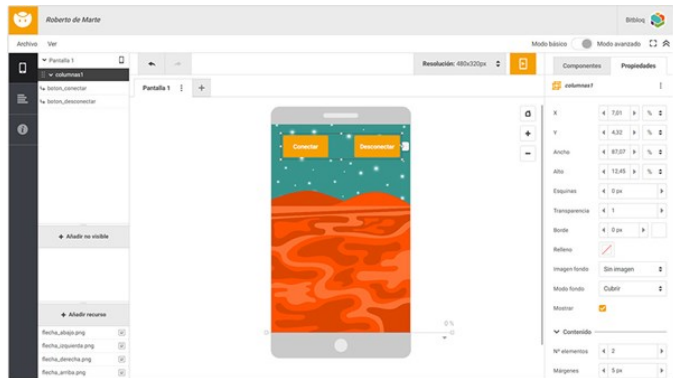 Roberto de Marte
Bitbloq
Archivo Ver
Modo básico Modo avanzado
Pantalla 1
columnas1
boton_conectar
boton_desconectar
+ Añadir no visible
+ Añadir recurso
flecha_abajo.png
flecha_izquierda.png
flecha_derecha.png
flecha_arriba.png
Resolución: 480x320px
Pantalla 1 +
Conectar Desconectar
+
−
0 %
Componentes Propiedades
columnas1
X 7,01 %
Y 4,32 %
Ancho 87,07 %
Alto 12,45 %
Esquinas 0 px
Transparencia 1
Borde 0 px
Relleno
Imagen fondo Sin imagen
Modo fondo Cubrir
Mostrar
Contenido
Nº elementos 2
Márgenes 5 px